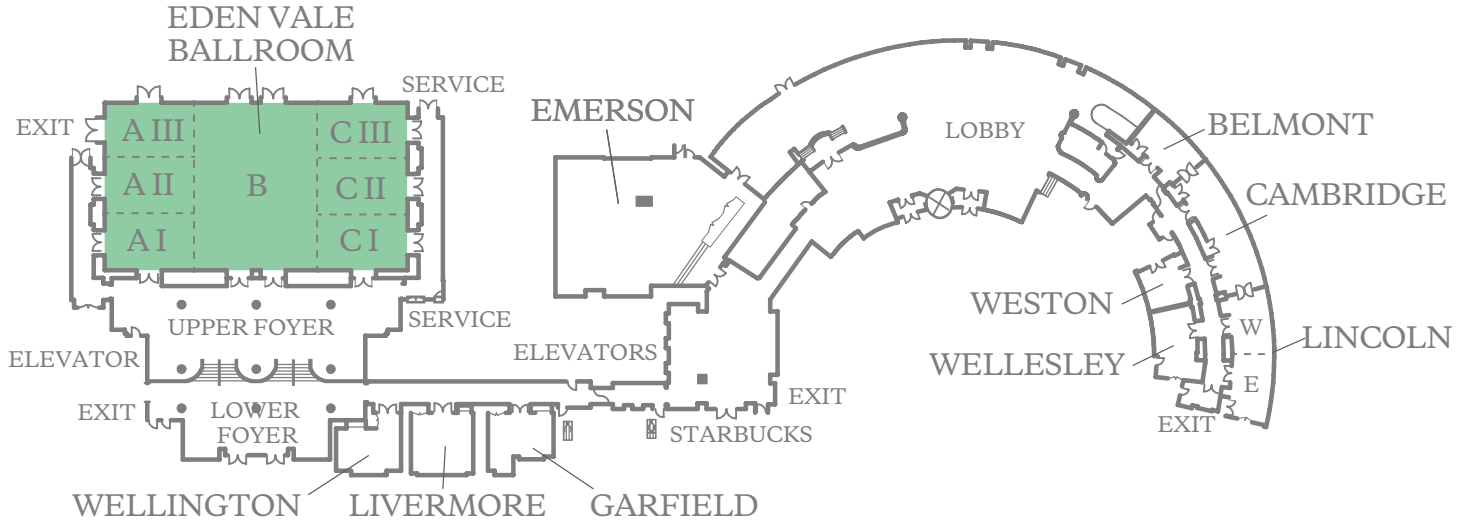 EDEN VALE
BALLROOM
SERVICE
EXIT
A III
C III
A II
B
C II
A I
C I
UPPER FOYER
SERVICE
ELEVATOR
EXIT
LOWER
FOYER
WELLINGTON
LIVERMORE
GARFIELD
EMERSON
ELEVATORS
EXIT
STARBUCKS
LOBBY
BELMONT
CAMBRIDGE
WESTON
W
LINCOLN
WELLESLEY
E
EXIT